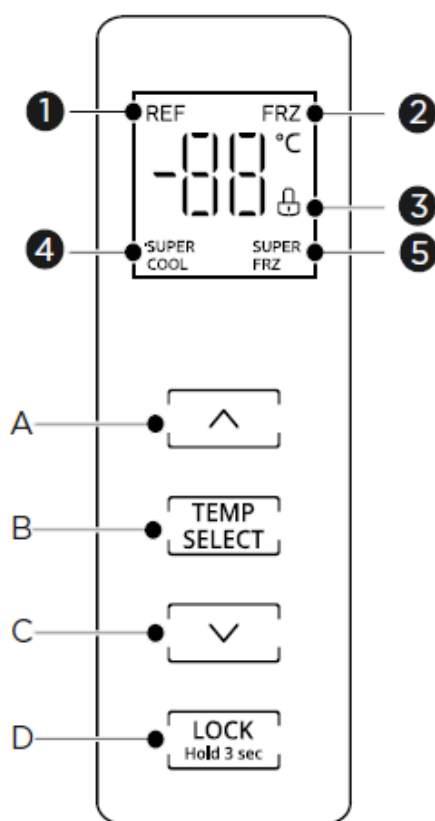 1 REF FRZ 2
-88 °C
3
4 SUPER COOL SUPER FRZ 5
A
B TEMP SELECT
C
D LOCK
Hold 3 sec